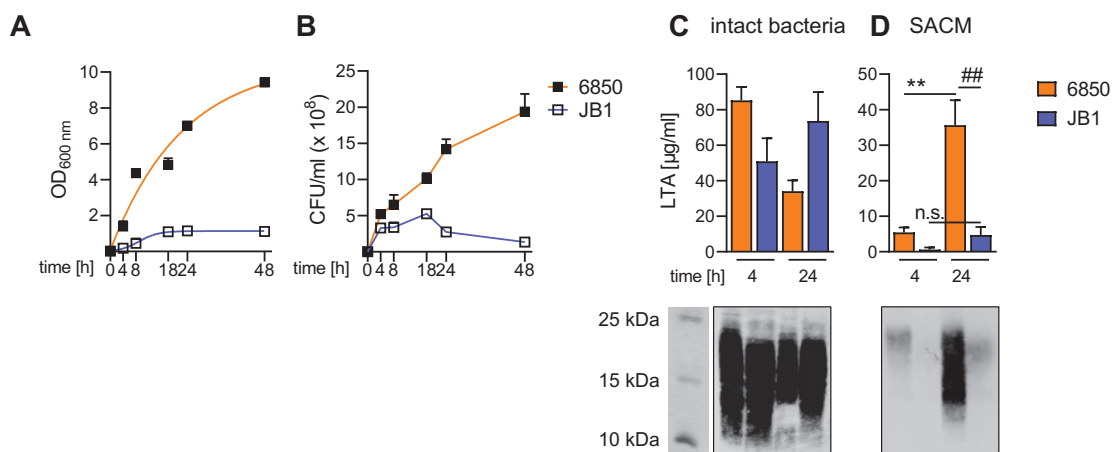 A
OD600 nm
10
8
6
4
2
time [h]
0 4 8 18 24 48
B
CFU/ml (x 10⁸)
25
20
15
10
5
0
time [h]
0 4 8 18 24 48
6850
JB1
C intact bacteria
LTA [µg/ml]
100
80
60
40
20
0
time [h]
4 24
D SACM
50
40
30
20
10
0
** ##
n.s.
4 24
6850
JB1
25 kDa
15 kDa
10 kDa